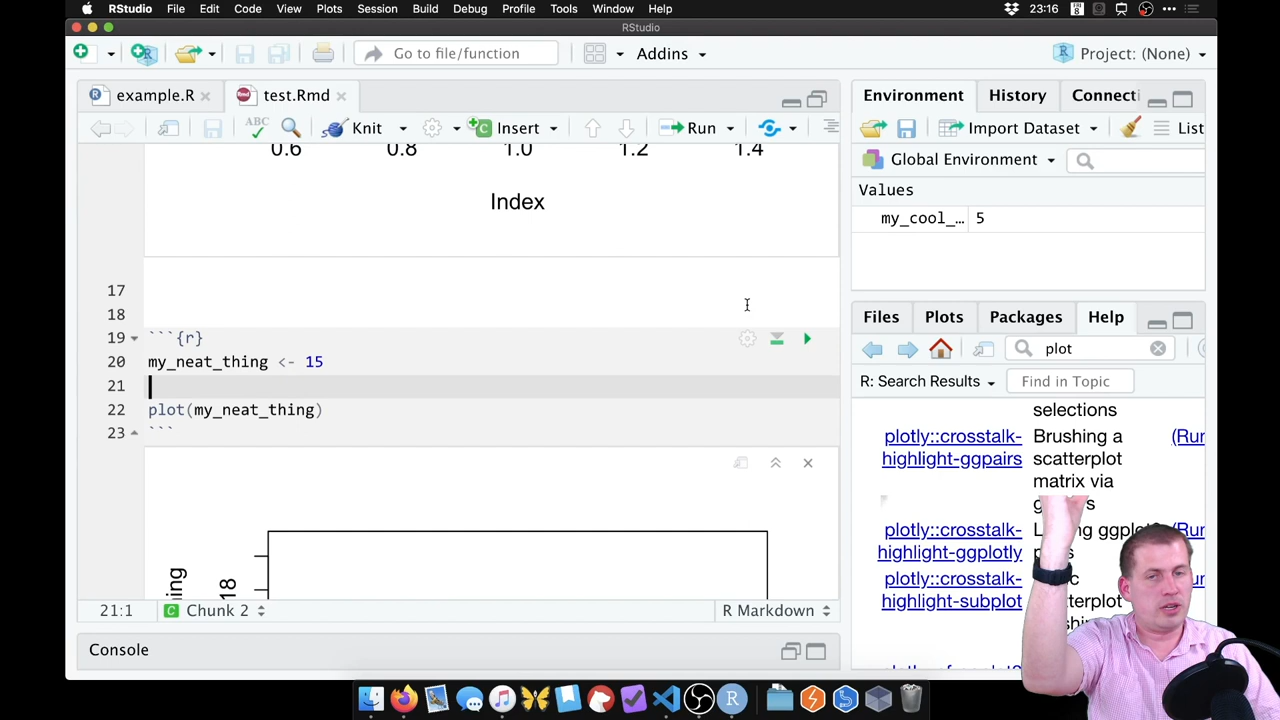 RStudio File Edit Code View Plots Session Build Debug Profile Tools Window Help 23:16
RStudio
Go to file/function Addins Project: (None)
example.R test.Rmd
ABC Knit Insert Run
0.6 0.8 1.0 1.2 1.4
Index
17
18
19 ```{r}
20 my_neat_thing <- 15
21
22 plot(my_neat_thing)
23 ```
18
21:1 Chunk 2 R Markdown
Console
Environment History Connecti
Import Dataset List
Global Environment
Values
my_cool_… 5
Files Plots Packages Help
plot
R: Search Results Find in Topic
selections
plotly::crosstalk- Brushing a (Rur
highlight-ggpairs scatterplot
matrix via
plotly::crosstalk-
highlight-ggplotly
plotly::crosstalk-
highlight-subplot